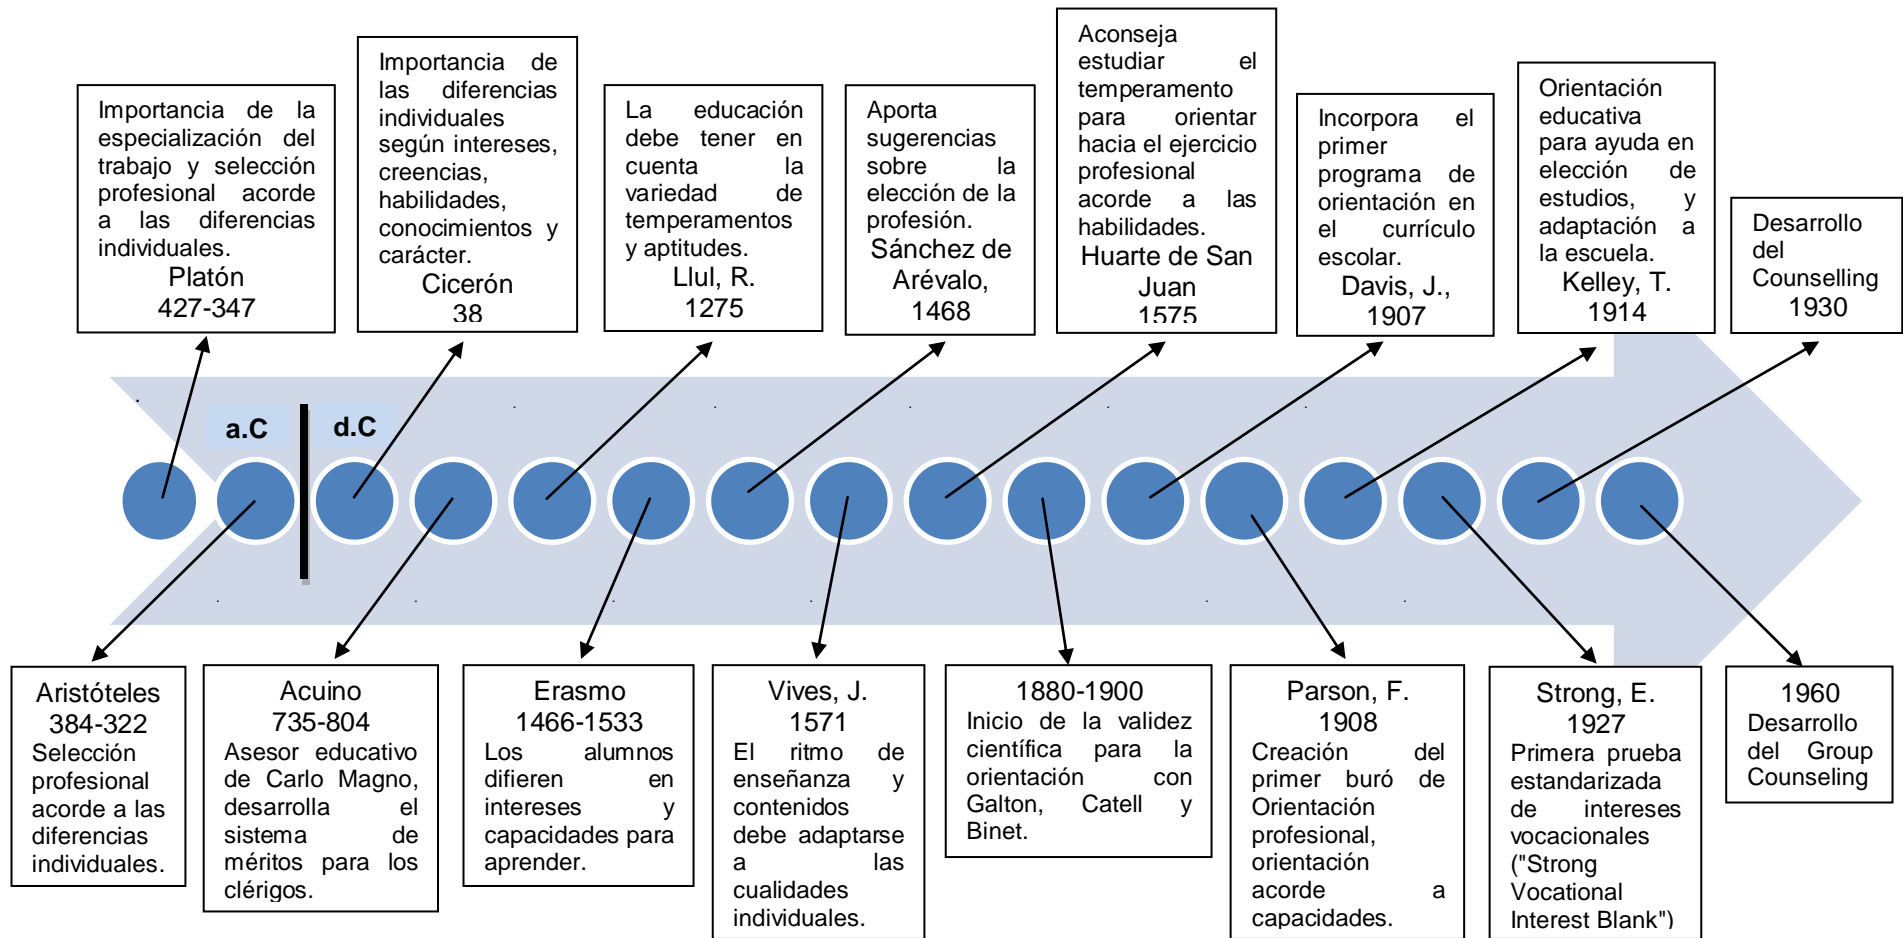 Importancia de la
especialización del
trabajo y selección
profesional acorde
a las diferencias
individuales.
Platón
427-347
Importancia de
las diferencias
individuales
según intereses,
creencias,
habilidades,
conocimientos y
carácter.
Cicerón
38
La educación
debe tener en
cuenta la
variedad de
temperamentos
y aptitudes.
Llul, R.
1275
Aporta
sugerencias
sobre la
elección de la
profesión.
Sánchez de
Arévalo,
1468
Aconseja
estudiar el
temperamento
para orientar
hacia el ejercicio
profesional
acorde a las
habilidades.
Huarte de San
Juan
1575
Incorpora el
primer
programa de
orientación en
el currículo
escolar.
Davis, J.,
1907
Orientación
educativa
para ayuda en
elección de
estudios, y
adaptación a
la escuela.
Kelley, T.
1914
Desarrollo
del
Counselling
1930
a.C
d.C
Aristóteles
384-322
Selección
profesional
acorde a las
diferencias
individuales.
Acuino
735-804
Asesor educativo
de Carlo Magno,
desarrolla el
sistema de
méritos para los
clérigos.
Erasmo
1466-1533
Los alumnos
difieren en
intereses y
capacidades para
aprender.
Vives, J.
1571
El ritmo de
enseñanza y
contenidos
debe adaptarse
a las
cualidades
individuales.
1880-1900
Inicio de la validez
científica para la
orientación con
Galton, Catell y
Binet.
Parson, F.
1908
Creación del
primer buró de
Orientación
profesional,
orientación
acorde a
capacidades.
Strong, E.
1927
Primera prueba
estandarizada
de intereses
vocacionales
("Strong
Vocational
Interest Blank")
1960
Desarrollo
del Group
Counseling